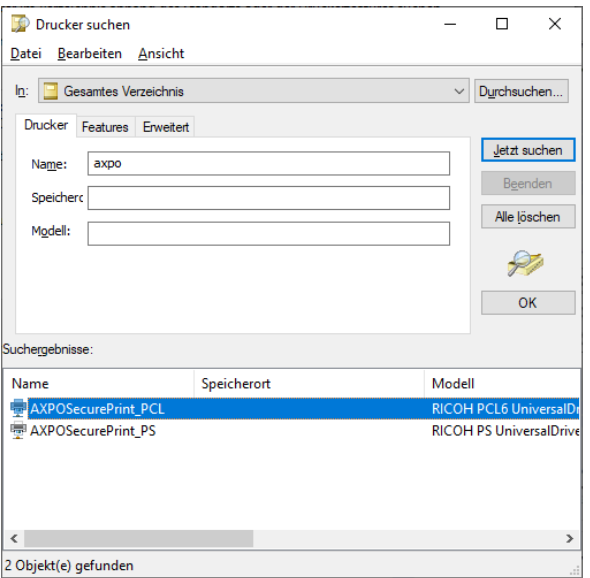 Drucker suchen
Datei Bearbeiten Ansicht
In: Gesamtes Verzeichnis Durchsuchen...
Drucker Features Erweitert
Jetzt suchen
Name: axpo
Beenden
Speicherc
Alle löschen
Modell:
OK
Suchergebnisse:
Name Speicherort Modell
AXPOSecurePrint_PCL RICOH PCL6 UniversalDr
AXPOSecurePrint_PS RICOH PS UniversalDrive
2 Objekt(e) gefunden